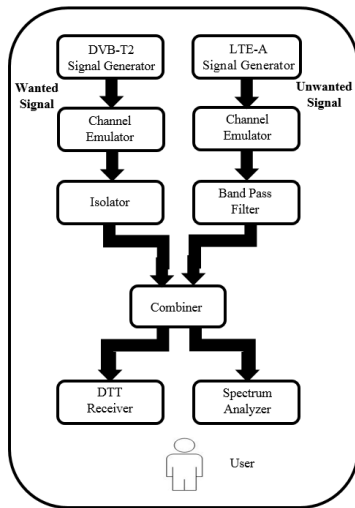 DVB-T2
Signal Generator
LTE-A
Signal Generator
Wanted
Signal
Unwanted
Signal
Channel
Emulator
Channel
Emulator
Isolator
Band Pass
Filter
Combiner
DTT
Receiver
Spectrum
Analyzer
User